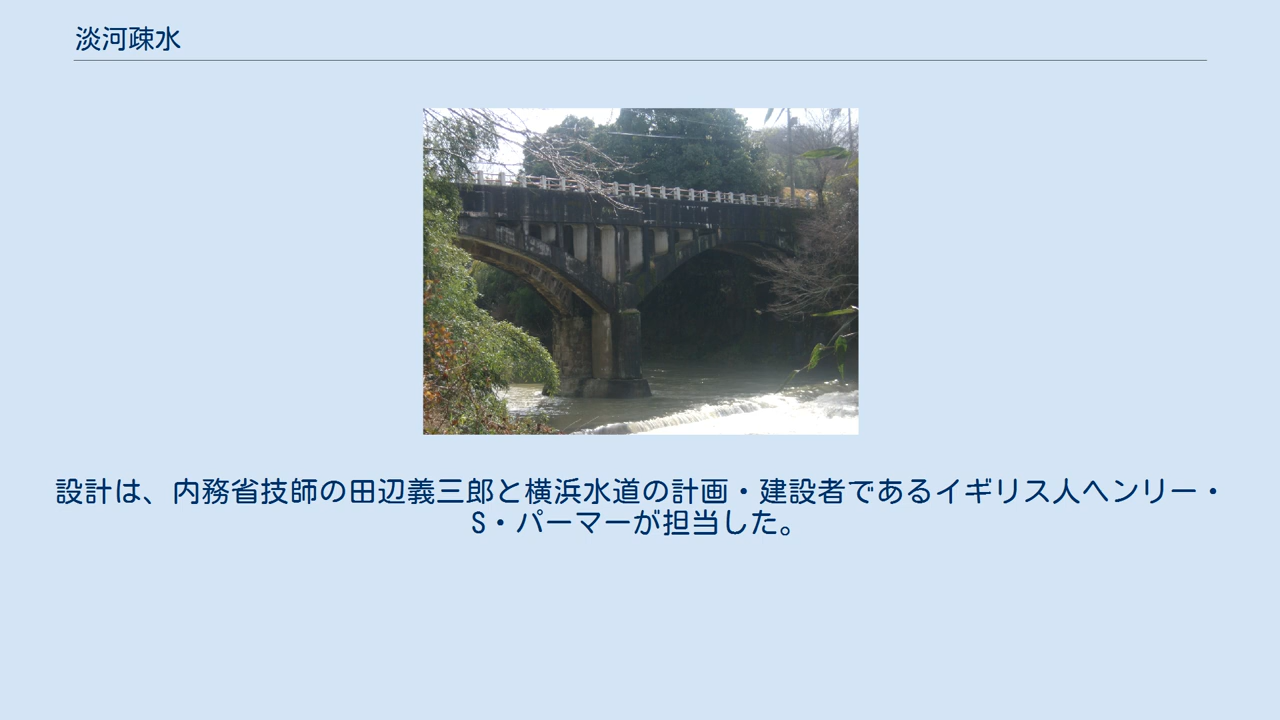 淡河疎水
設計は、内務省技師の田辺義三郎と横浜水道の計画・建設者であるイギリス人ヘンリー・
S・パーマーが担当した。